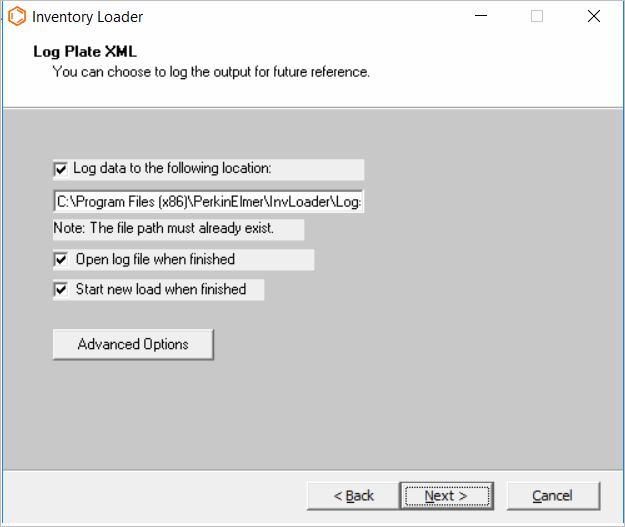 Inventory Loader
Log Plate XML
You can choose to log the output for future reference.
Log data to the following location:
C:\Program Files (x86)\PerkinElmer\InvLoader\Log
Note: The file path must already exist.
Open log file when finished
Start new load when finished
Advanced Options
< Back
Next >
Cancel